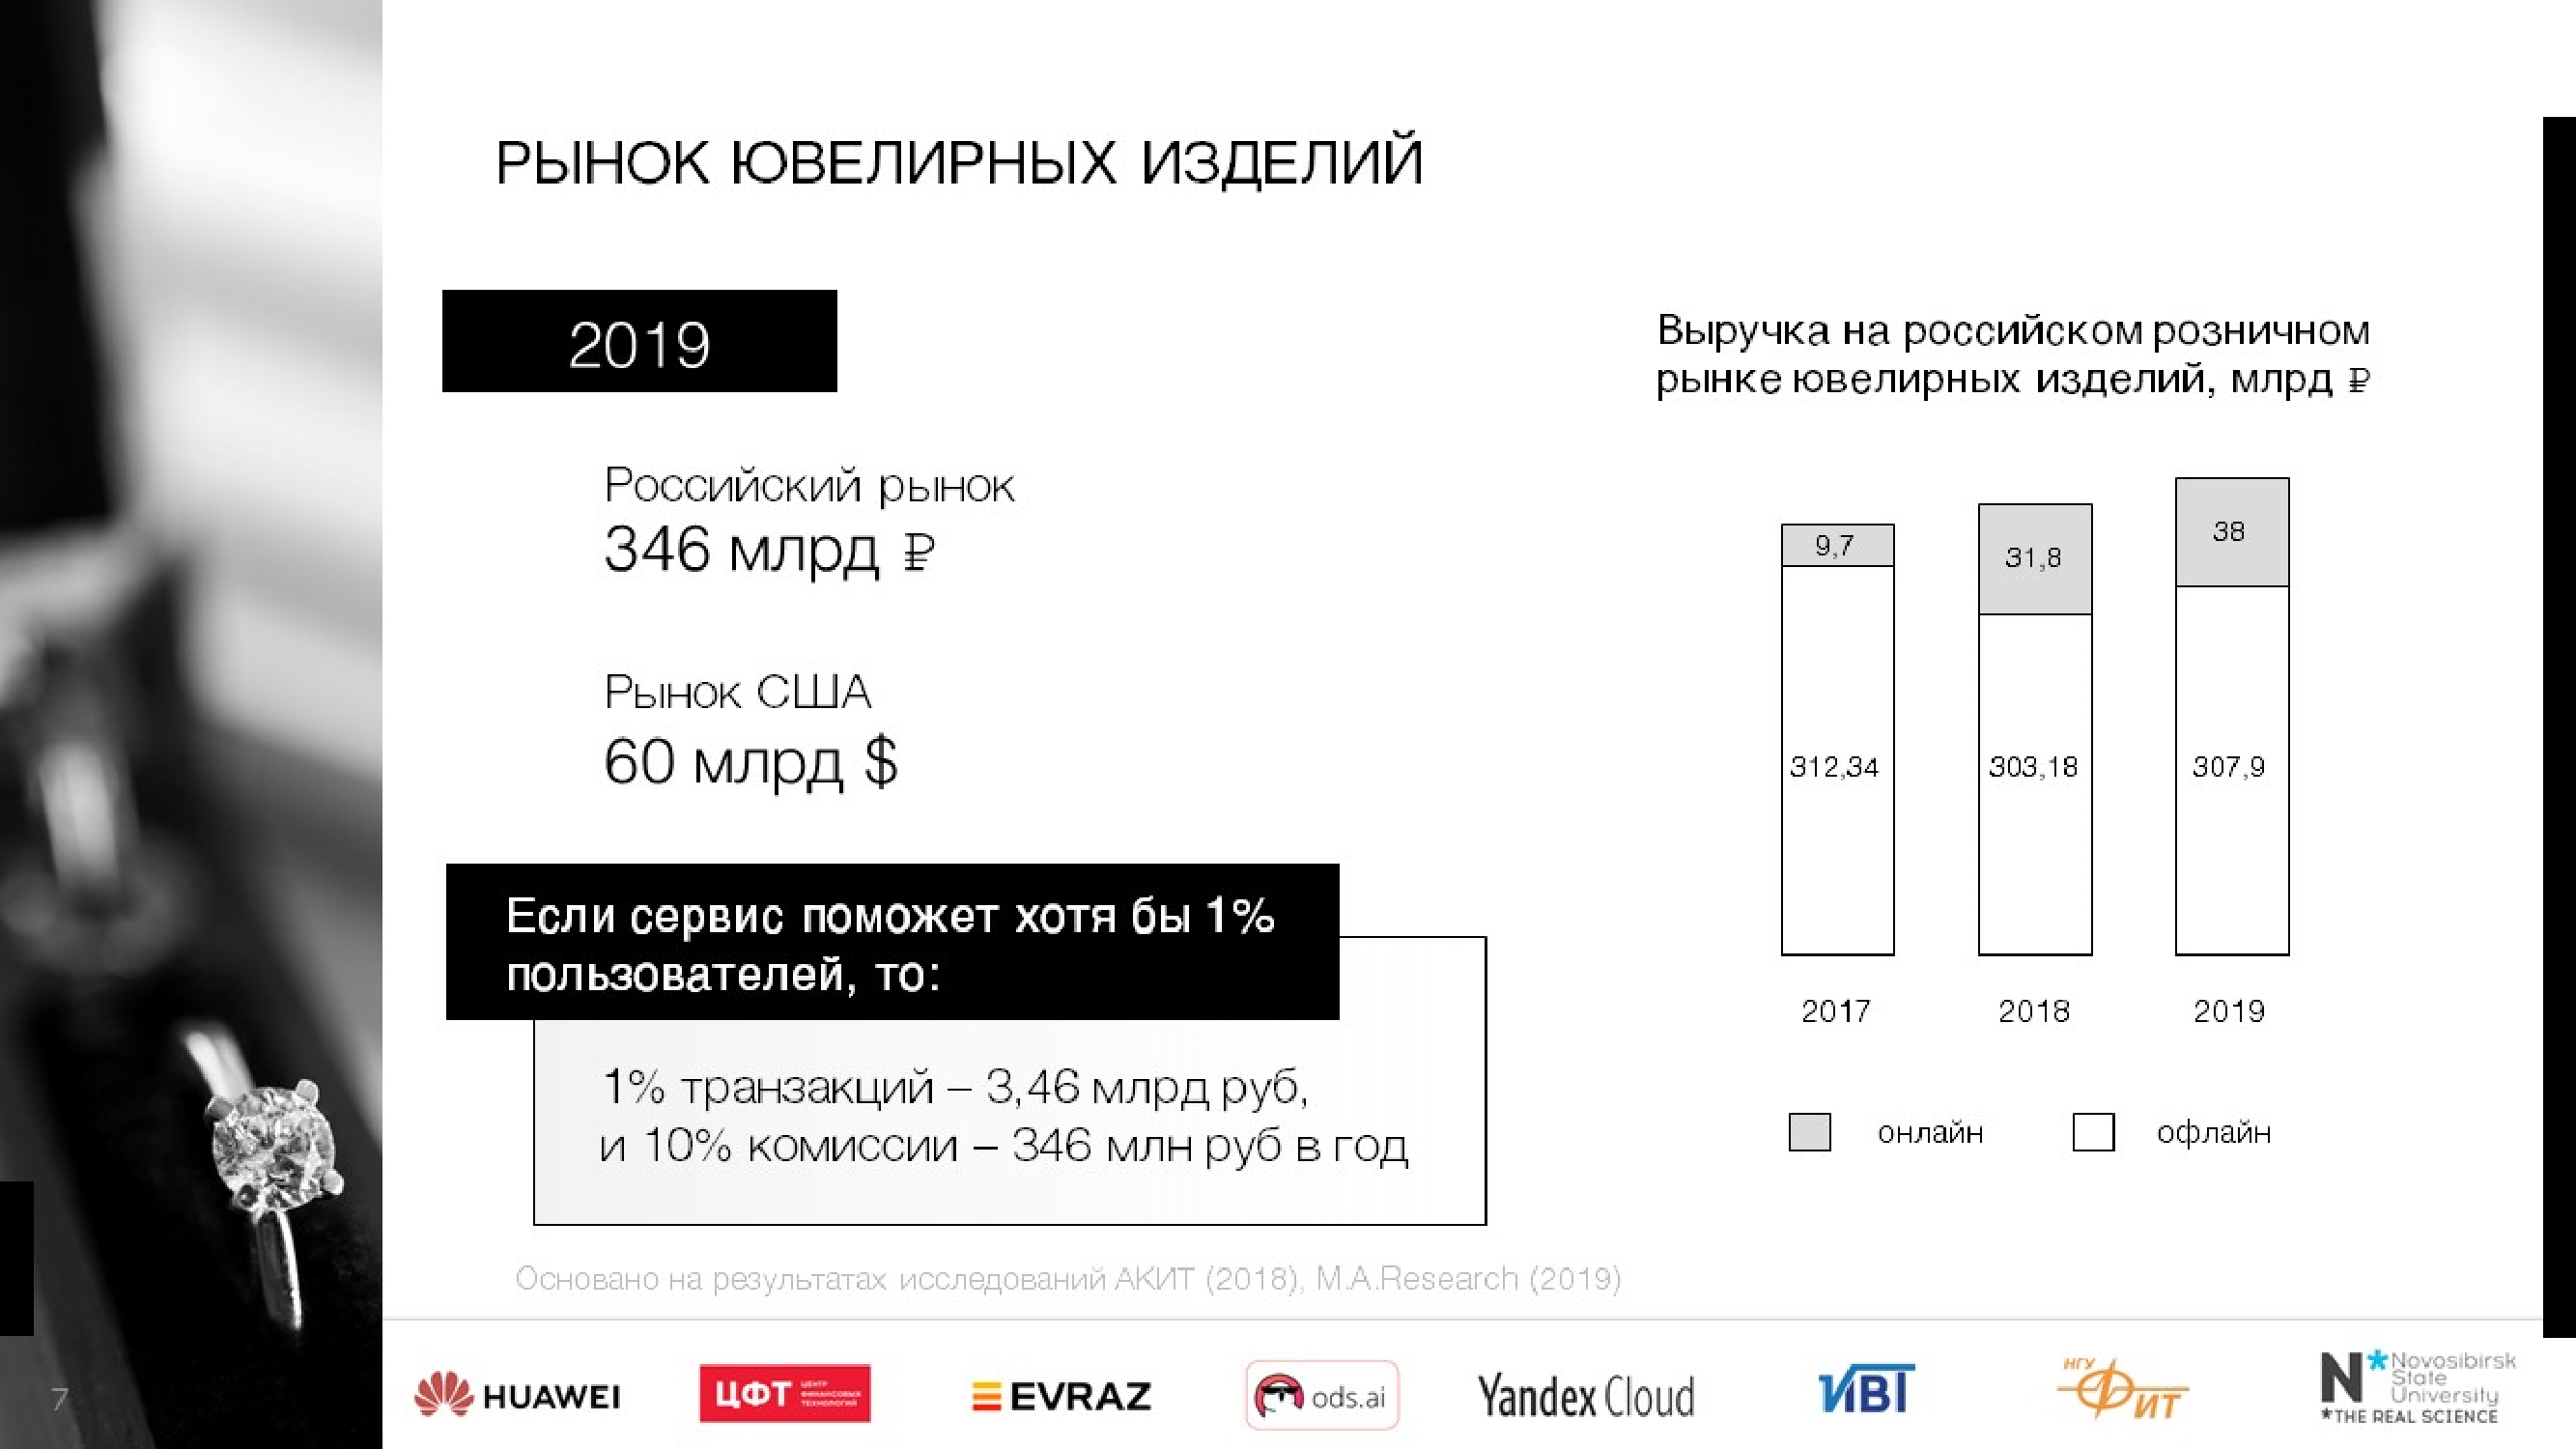 РЫНОК ЮВЕЛИРНЫХ ИЗДЕЛИЙ
2019
Российский рынок
346 млрд ₽
Рынок США
60 млрд $
Если сервис поможет хотя бы 1%
пользователей, то:
1% транзакций – 3,46 млрд руб,
и 10% комиссии – 346 млн руб в год
Выручка на российском розничном
рынке ювелирных изделий, млрд ₽
9,7
31,8
38
312,34
303,18
307,9
2017
2018
2019
онлайн
офлайн
Основано на результатах исследований АКИТ (2018), M.A.Research (2019)
7
HUAWEI
ЦФТ
ЦЕНТР
ФИНАНСОВЫХ
ТЕХНОЛОГИЙ
EVRAZ
ods.ai
Yandex Cloud
ИВТ
НГУ
ФИТ
N*
Novosibirsk
State
University
*THE REAL SCIENCE